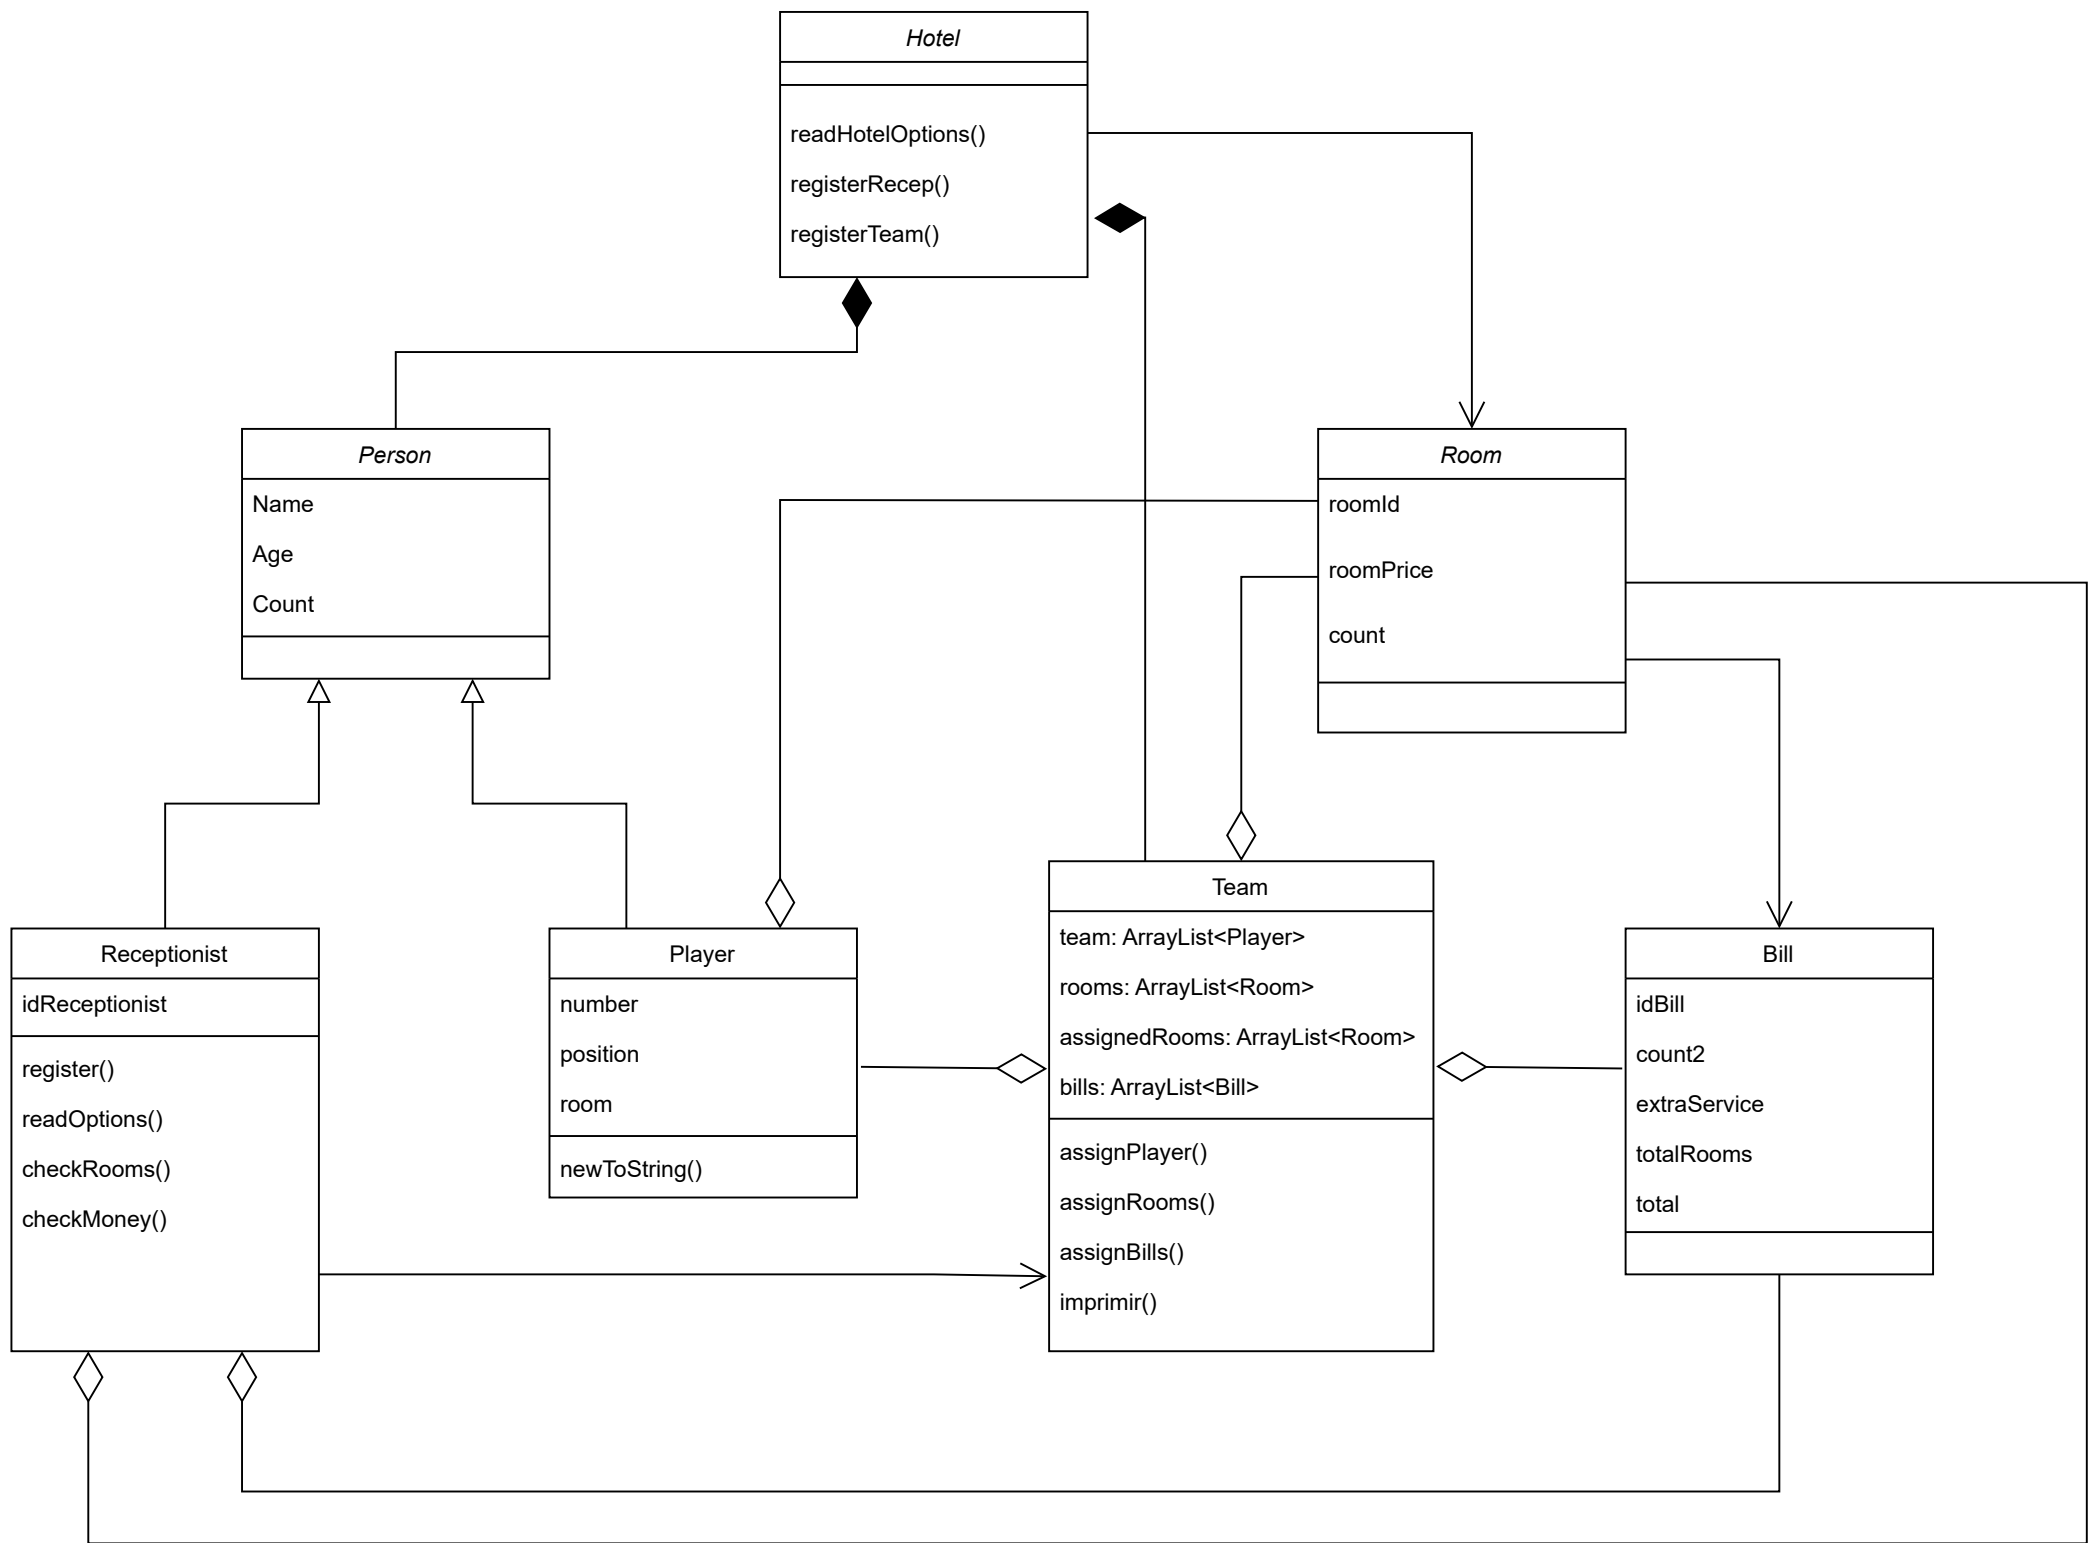 Hotel
readHotelOptions()
registerRecep()
registerTeam()
Person
Name
Age
Count
Room
roomId
roomPrice
count
Receptionist
idReceptionist
register()
readOptions()
checkRooms()
checkMoney()
Player
number
position
room
newToString()
Team
team: ArrayList<Player>
rooms: ArrayList<Room>
assignedRooms: ArrayList<Room>
bills: ArrayList<Bill>
assignPlayer()
assignRooms()
assignBills()
imprimir()
Bill
idBill
count2
extraService
totalRooms
total